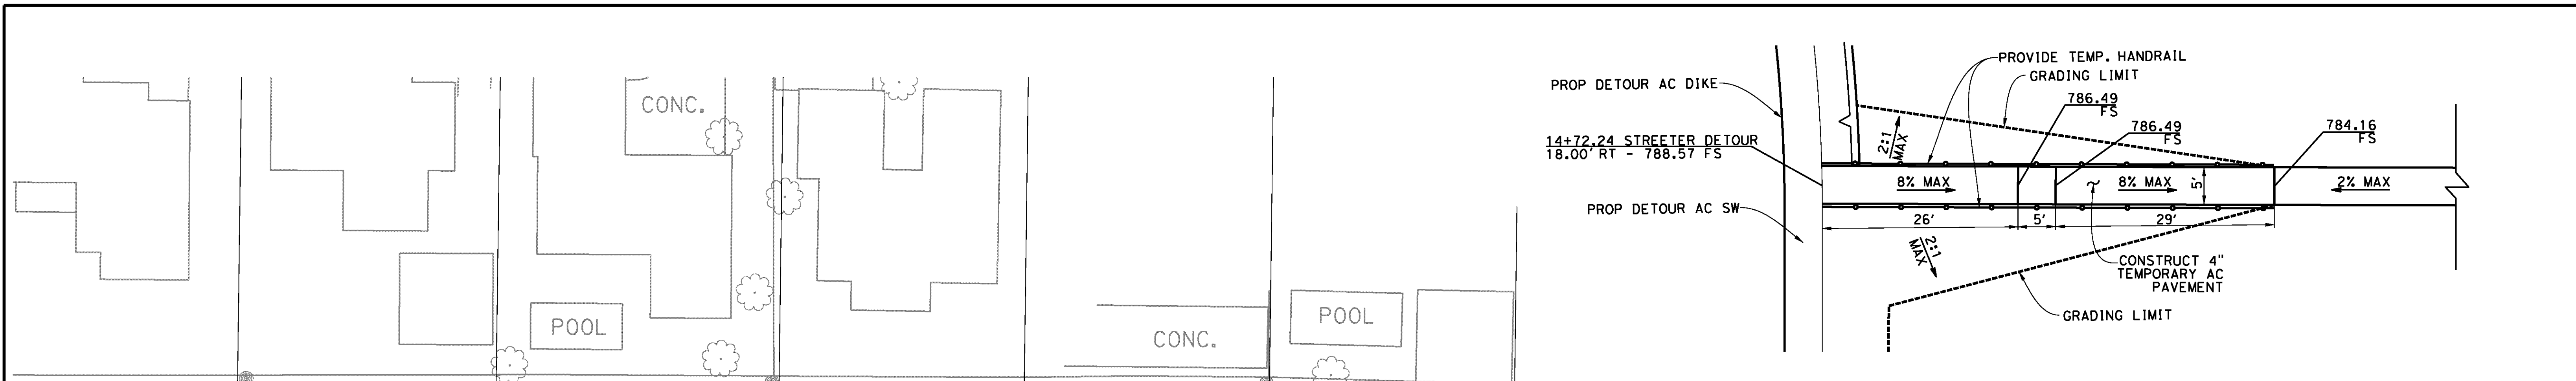 CONC.
POOL
CONC.
POOL
PROVIDE TEMP. HANDRAIL
GRADING LIMIT
PROP DETOUR AC DIKE
786.49
FS
786.49
FS
784.16
FS
14+72.24 STREETER DETOUR
18.00' RT - 788.57 FS
2:1
MAX
8% MAX
8% MAX
5'
2% MAX
PROP DETOUR AC SW
26'
5'
29'
2:1
MAX
CONSTRUCT 4"
TEMPORARY AC
PAVEMENT
GRADING LIMIT